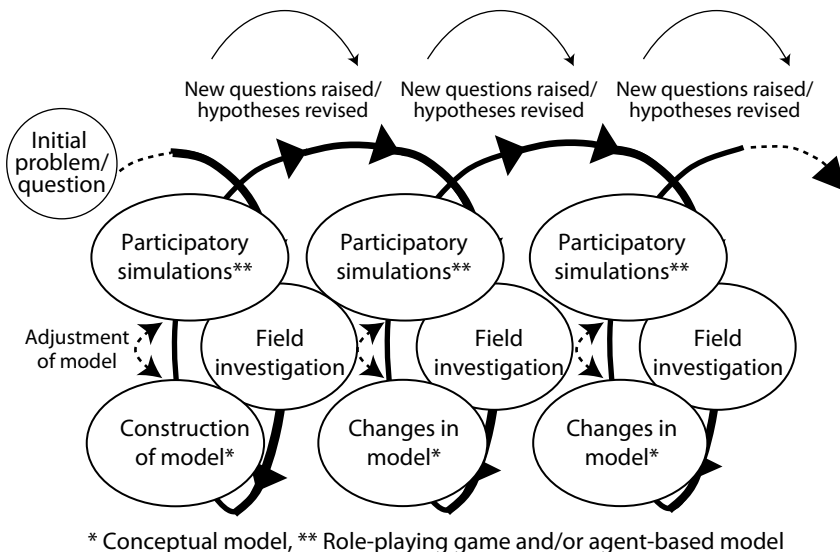 New questions raised/
hypotheses revised
New questions raised/
hypotheses revised
New questions raised/
hypotheses revised
Initial
problem/
question
Participatory
simulations**
Participatory
simulations**
Participatory
simulations**
Adjustment
of model
Field
investigation
Field
investigation
Field
investigation
Construction
of model*
Changes in
model*
Changes in
model*
* Conceptual model, ** Role-playing game and/or agent-based model